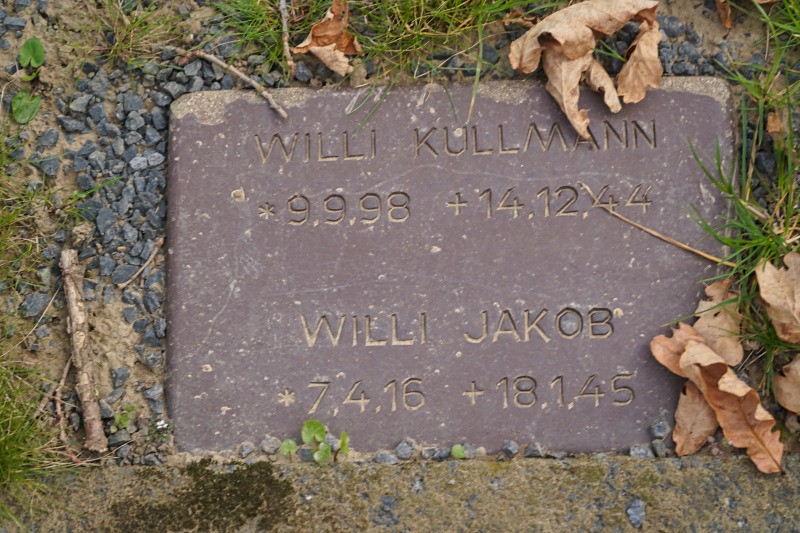 WILLI KULLMANN
*9.9.98 +14.12.44
WILLI JAKOB
*7.4.16 +18.1.45